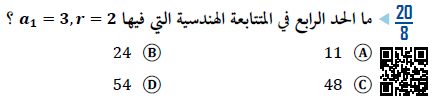 20/8 ما الحد الرابع في المتتابعة الهندسية التي فيها a₁ = 3, r = 2 ؟
11 Ⓐ 24 Ⓑ
48 Ⓒ 54 Ⓓ